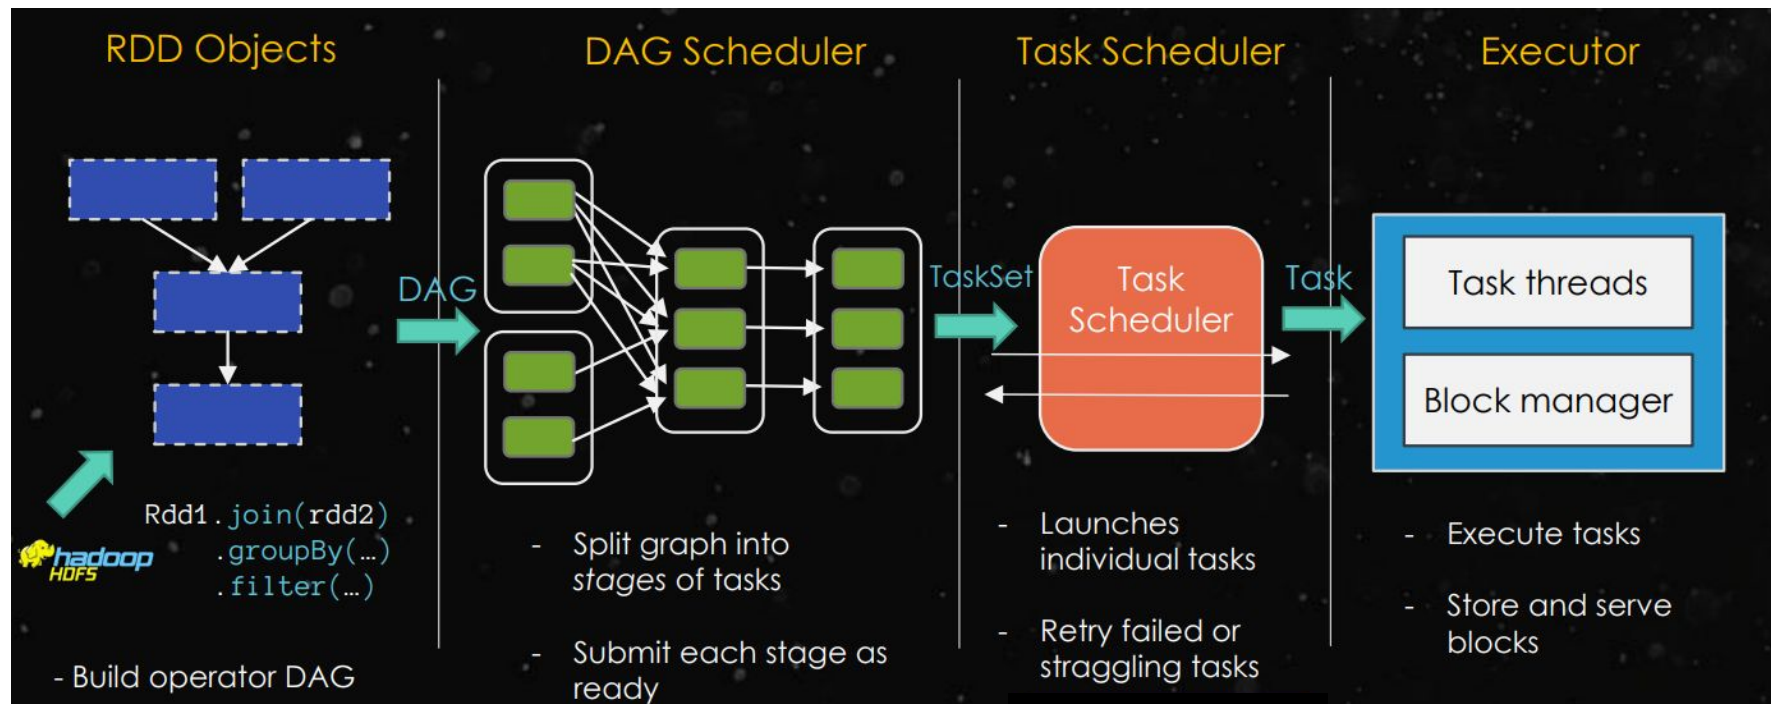 RDD Objects
DAG Scheduler
Task Scheduler
Executor
DAG
TaskSet
Task
Scheduler
Task
Task threads
Block manager
hadoop
HDFS
Rdd1.join(rdd2)
.groupBy(…)
.filter(…)
- Build operator DAG
- Split graph into
stages of tasks
- Submit each stage as
ready
- Launches
individual tasks
- Retry failed or
straggling tasks
- Execute tasks
- Store and serve
blocks